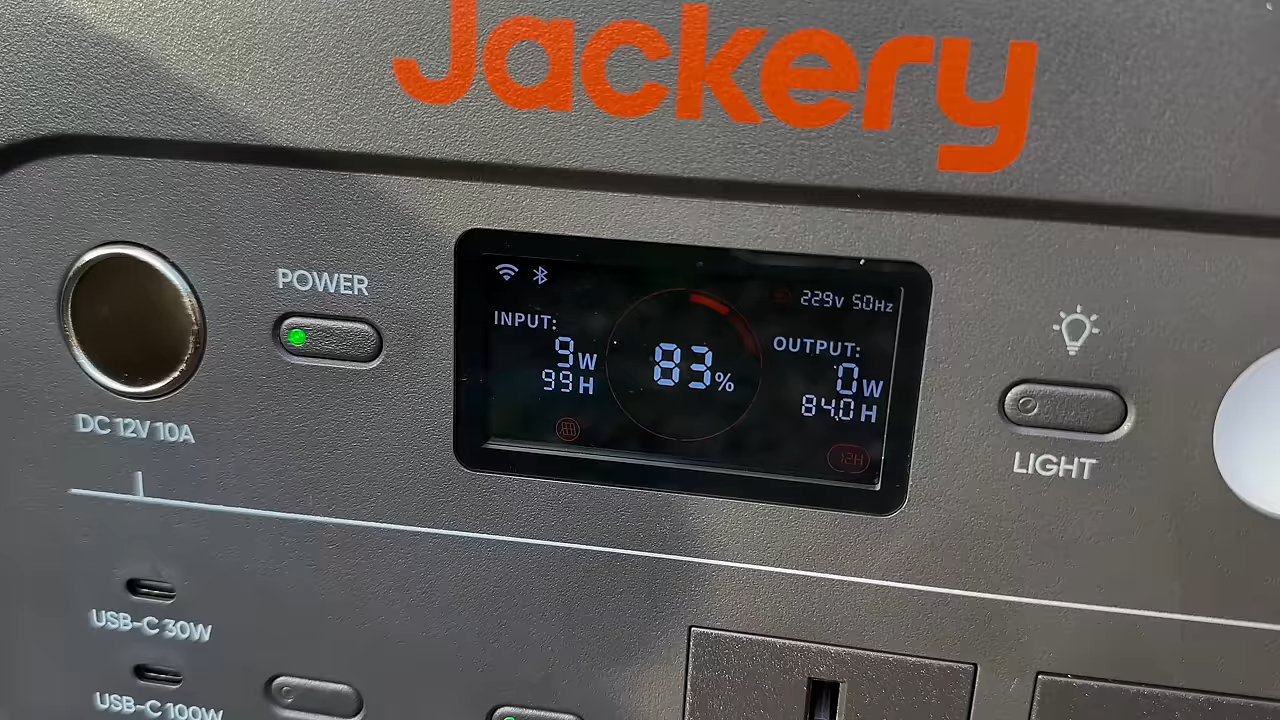 Jackery
POWER
DC 12V 10A
229V 50Hz
INPUT:
9W
99H
83%
OUTPUT:
0W
84.0H
12H
LIGHT
USB-C 30W
USB-C 100W